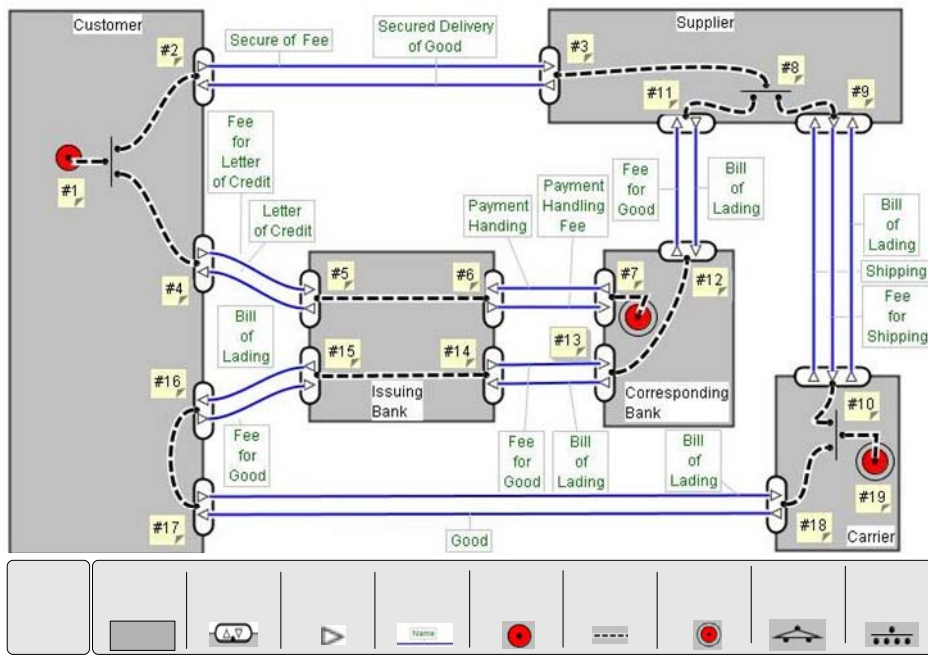 Customer
Supplier
#2
Secure of Fee
Secured Delivery
of Good
#3
#8
#11
#9
#1
Fee
for
Letter
of Credit
Letter
of Credit
Payment
Handing
Payment
Handling
Fee
Fee
for
Good
Bill
of
Lading
Bill
of
Lading
Shipping
Fee
for
Shipping
#4
#5
#6
#7
#12
Bill
of
Lading
#15
#14
#13
#16
Issuing
Bank
Corresponding
Bank
#10
Fee
for
Good
Fee
for
Good
Bill
of
Lading
Bill
of
Lading
#19
#17
#18
Good
Carrier
Name